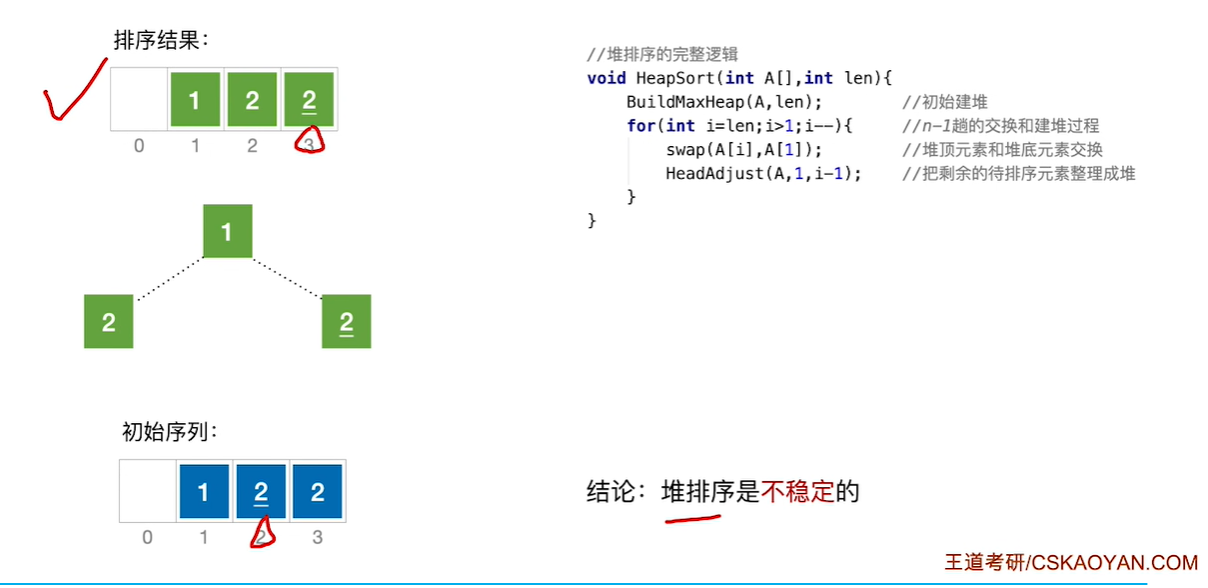 排序结果：
1 2 2
0 1 2 3
1
2 2
初始序列：
1 2 2
0 1 2 3
//堆排序的完整逻辑
void HeapSort(int A[],int len){
BuildMaxHeap(A,len); //初始建堆
for(int i=len;i>1;i--){ //n-1趟的交换和建堆过程
swap(A[i],A[1]); //堆顶元素和堆底元素交换
HeadAdjust(A,1,i-1); //把剩余的待排序元素整理成堆
}
}
结论：堆排序是不稳定的
王道考研/CSKAOYAN.COM